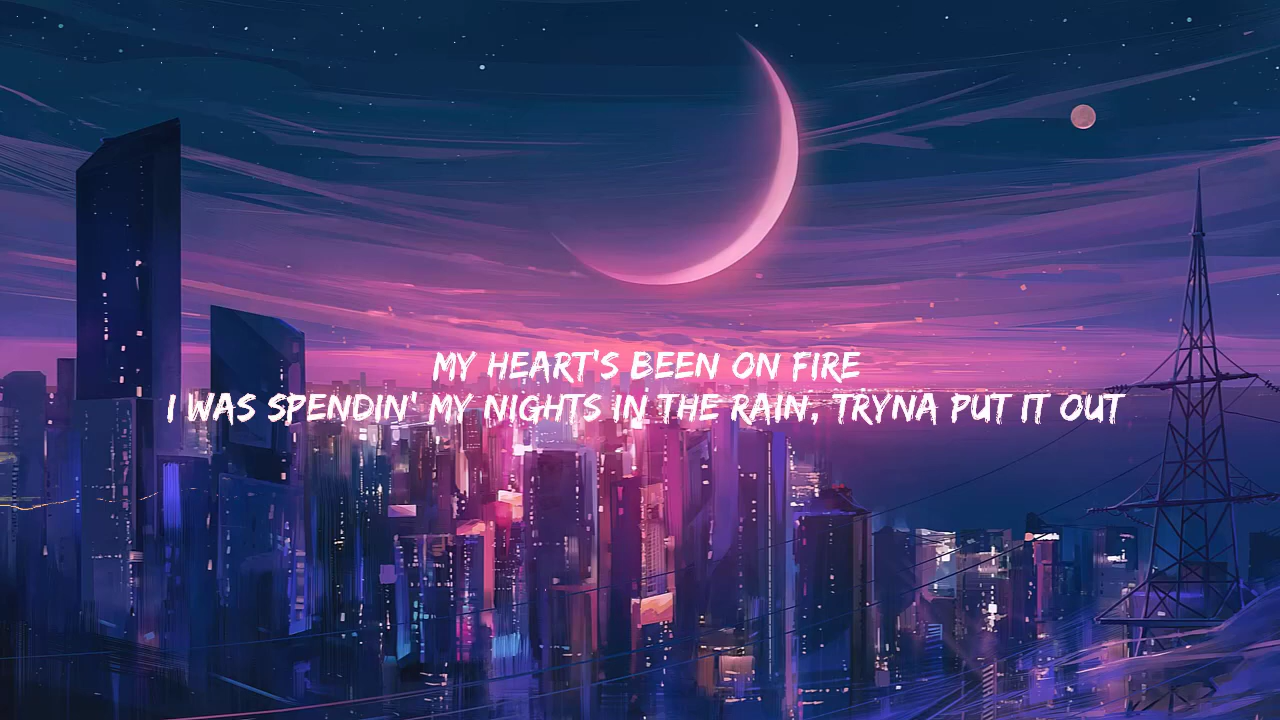 MY HEART'S BEEN ON FIRE
I WAS SPENDIN' MY NIGHTS IN THE RAIN, TRYNA PUT IT OUT